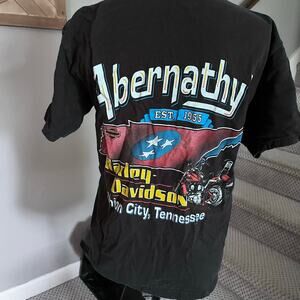 Abernathy'
EST 1955
Harley-
Davidson
City, Tennessee